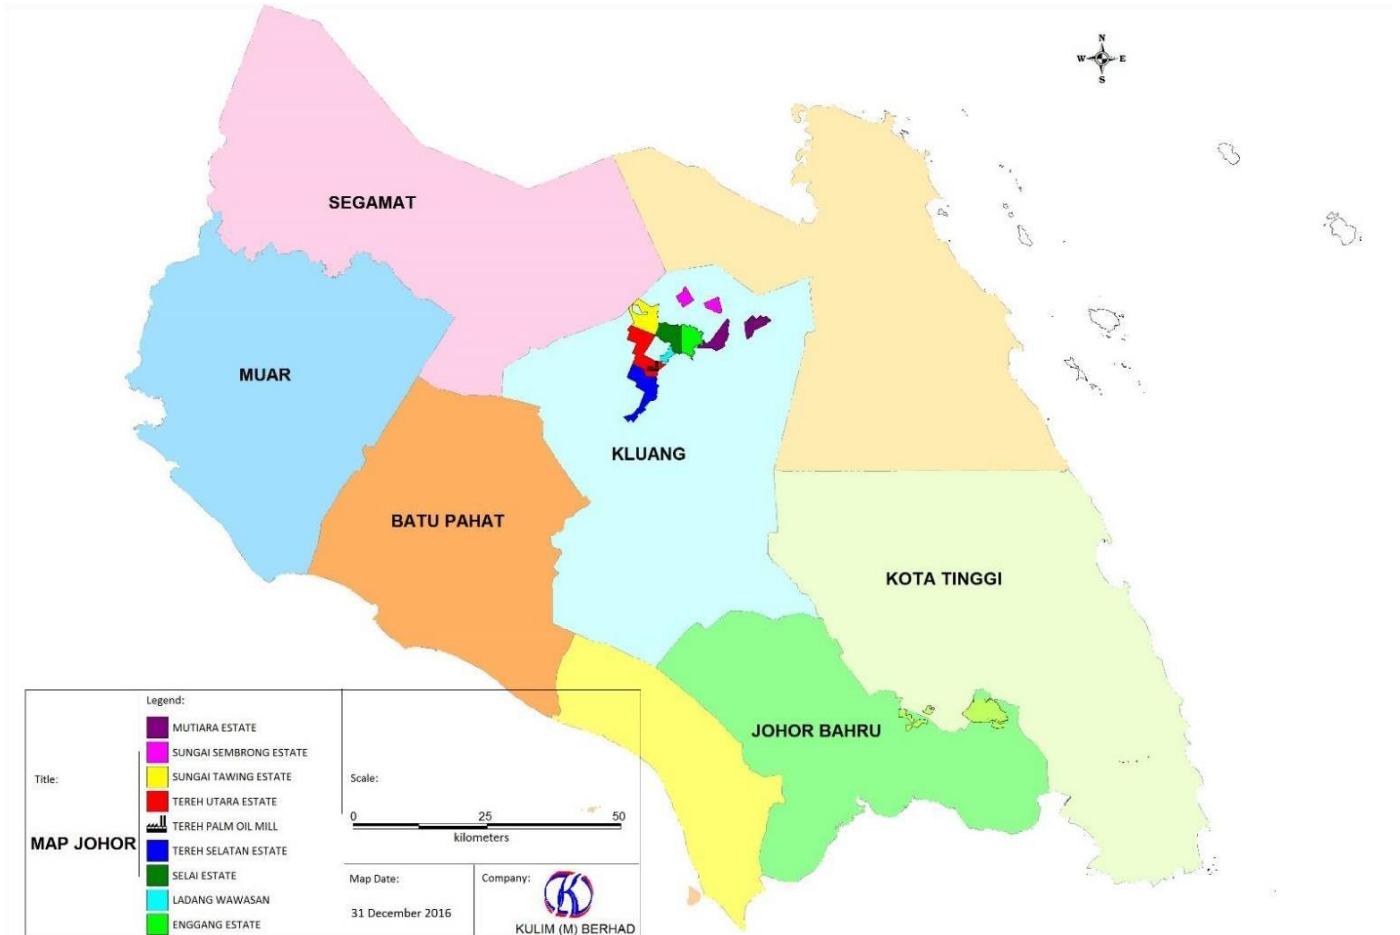 N
W E
S
SEGAMAT
MUAR
KLUANG
BATU PAHAT
KOTA TINGGI
JOHOR BAHRU
Legend:
MUTIARA ESTATE
SUNGAI SEMBRONG ESTATE
SUNGAI TAWING ESTATE
TEREH UTARA ESTATE
TEREH PALM OIL MILL
TEREH SELATAN ESTATE
SELAI ESTATE
LADANG WAWASAN
ENGGANG ESTATE
Title:
MAP JOHOR
Scale:
0 25 50
kilometers
Map Date:
31 December 2016
Company:
KULIM (M) BERHAD